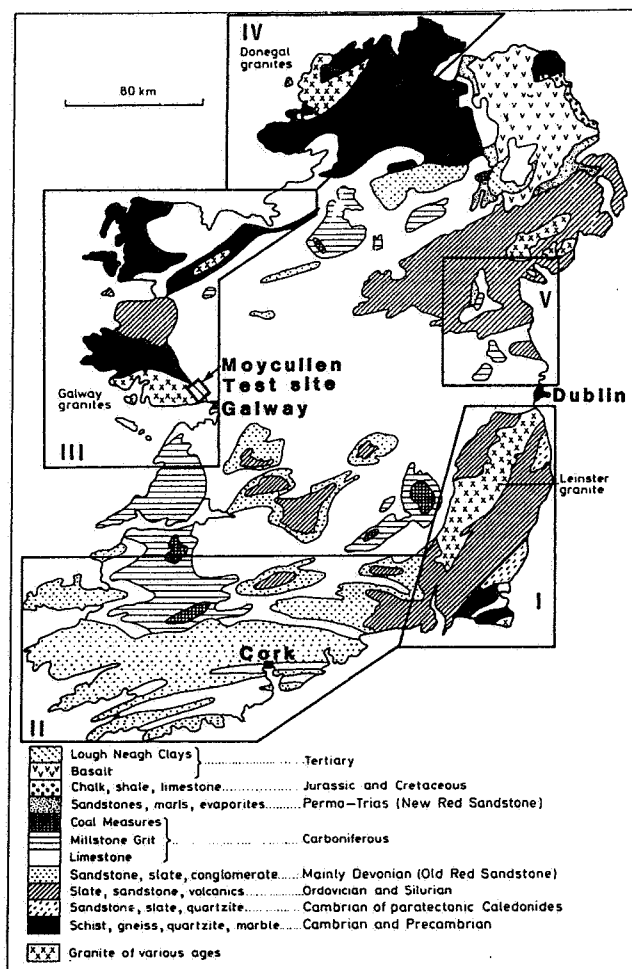 IV
Donegal
granites
80 km
V
Moycullen
Test site
Galway
Galway
granites
III
Dublin
Leinster
granite
I
Cork
II
Lough Neagh Clays
Basalt
Tertiary
Chalk, shale, limestone Jurassic and Cretaceous
Sandstones, marls, evaporites Perma-Trias (New Red Sandstone)
Coal Measures
Millstone Grit
Limestone
Carboniferous
Sandstone, slate, conglomerate Mainly Devonian (Old Red Sandstone)
Slate, sandstone, volcanics Ordovician and Silurian
Sandstone, slate, quartzite Cambrian of paratectonic Caledonides
Schist, gneiss, quartzite, marble Cambrian and Precambrian
Granite of various ages